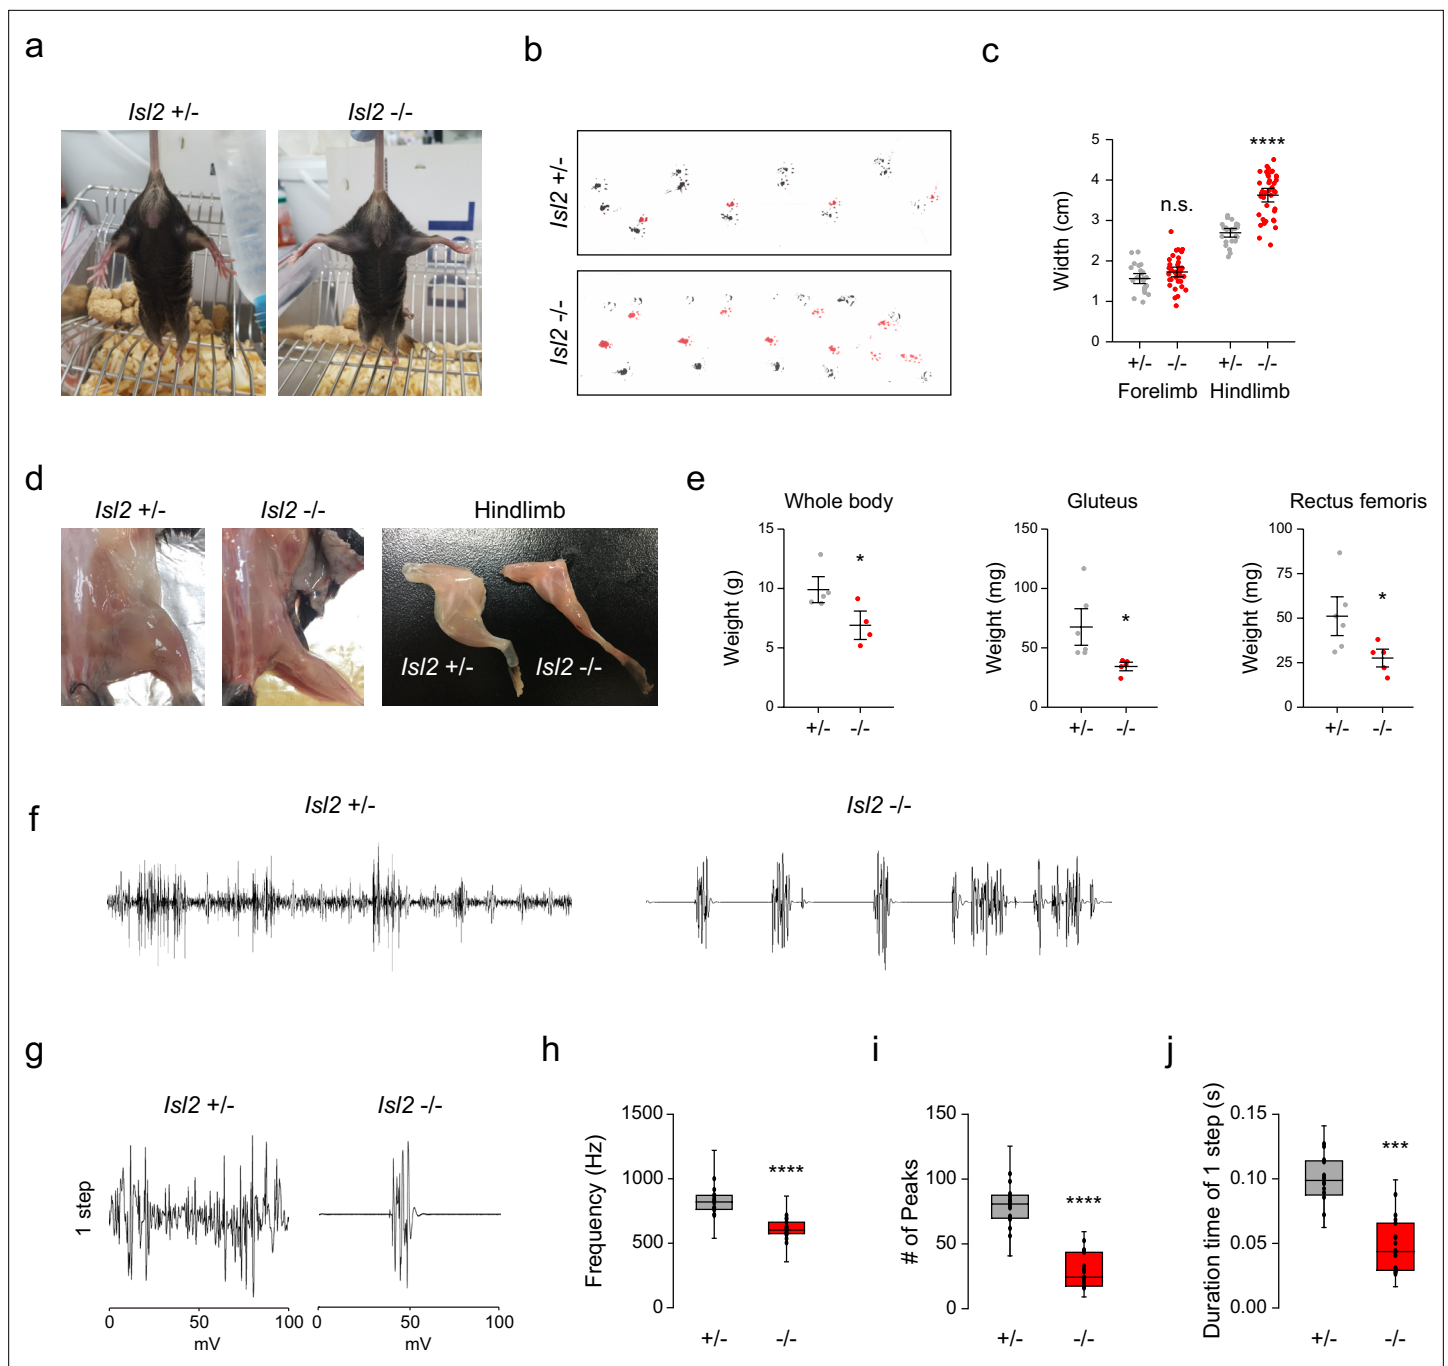 a
Isl2 +/-
Isl2 -/-
b
Isl2 +/-
Isl2 -/-
c
Width (cm)
5
4
3
2
1
0
n.s.
****
+/- -/- +/- -/-
Forelimb Hindlimb
d
Isl2 +/-
Isl2 -/-
Hindlimb
Isl2 +/-
Isl2 -/-
e
Whole body
Weight (g)
15
10
5
0
*
+/- -/-
Gluteus
Weight (mg)
150
100
50
0
*
+/- -/-
Rectus femoris
Weight (mg)
100
75
50
25
0
*
+/- -/-
f
Isl2 +/-
Isl2 -/-
g
Isl2 +/-
Isl2 -/-
1 step
0 50 100
mV
0 50 100
mV
h
Frequency (Hz)
1500
1000
500
0
****
+/- -/-
i
# of Peaks
150
100
50
0
****
+/- -/-
j
Duration time of 1 step (s)
0.15
0.10
0.05
0.00
***
+/- -/-